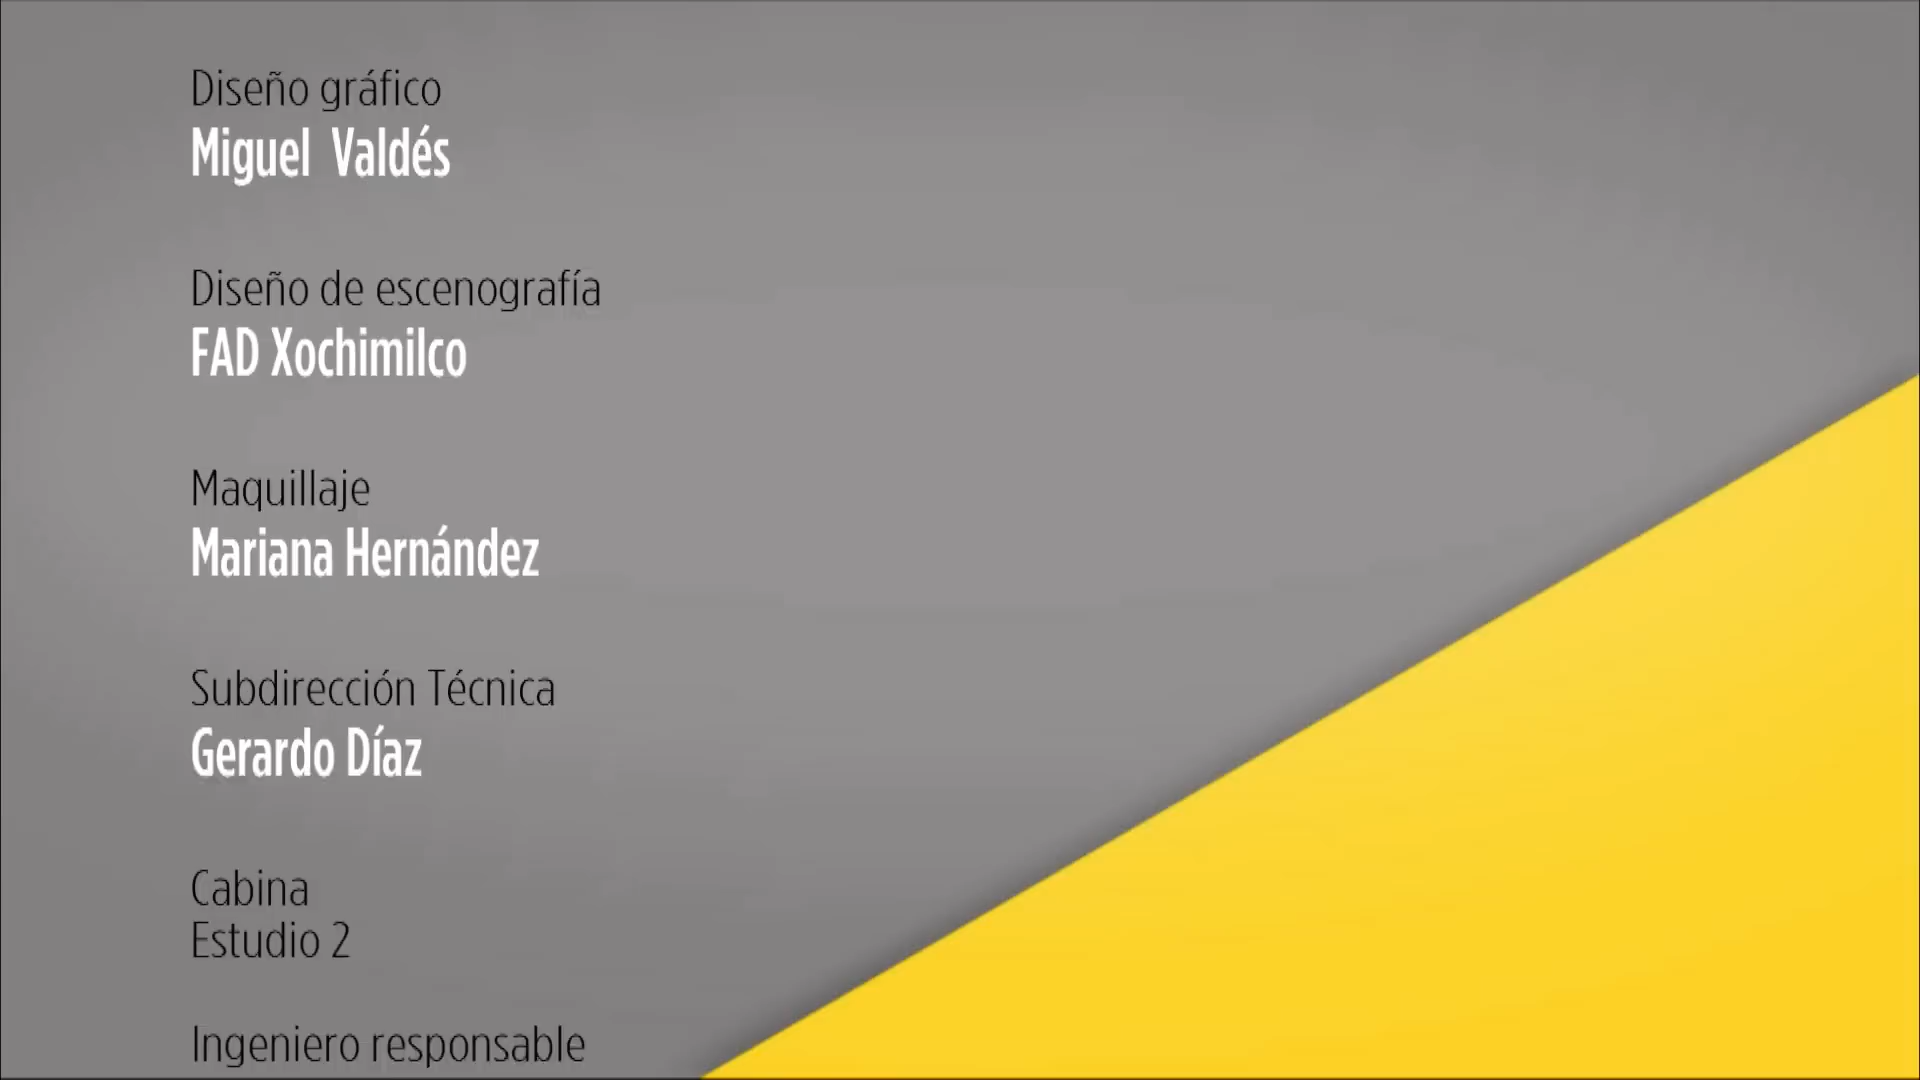 Diseño gráfico
Miguel Valdés
Diseño de escenografía
FAD Xochimilco
Maquillaje
Mariana Hernández
Subdirección Técnica
Gerardo Díaz
Cabina
Estudio 2
Ingeniero responsable